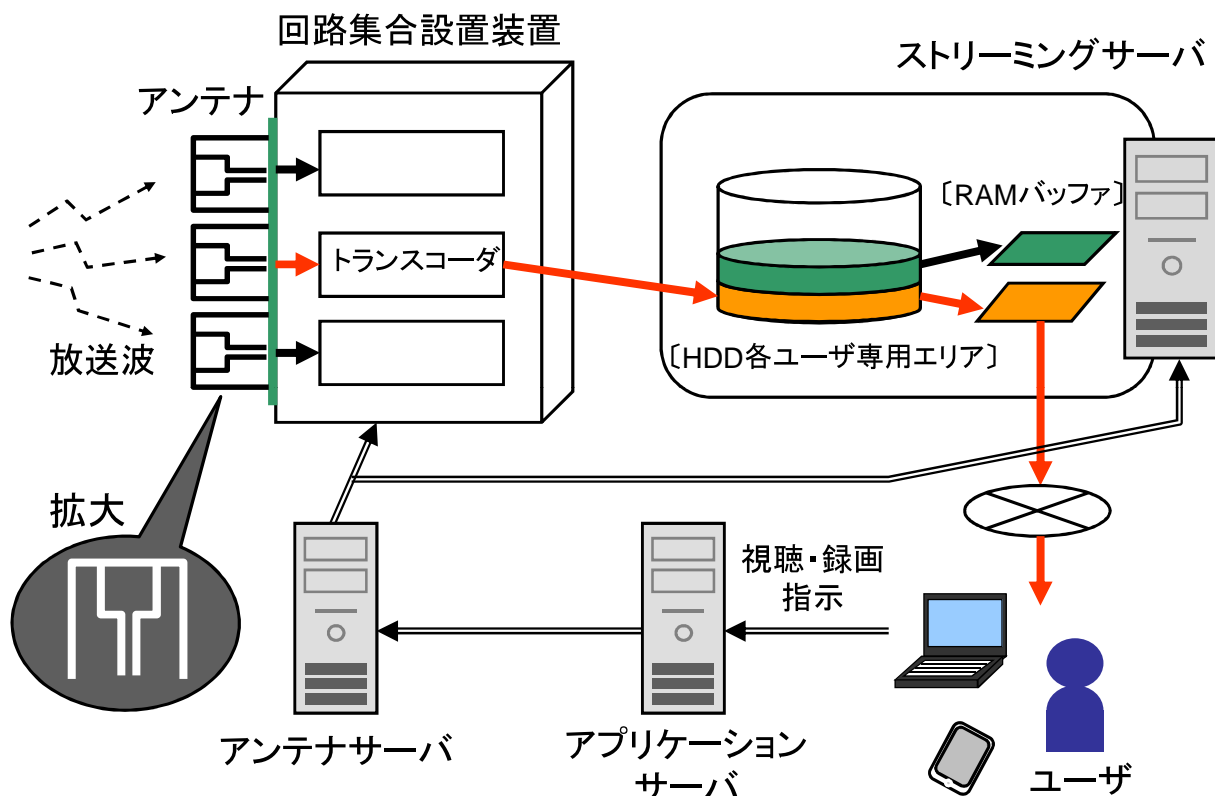 回路集合設置装置
ストリーミングサーバ
アンテナ
〔RAMバッファ〕
トランスコーダ
放送波
〔HDD各ユーザ専用エリア〕
拡大
視聴・録画
指示
アンテナサーバ
アプリケーション
サーバ
ユーザ